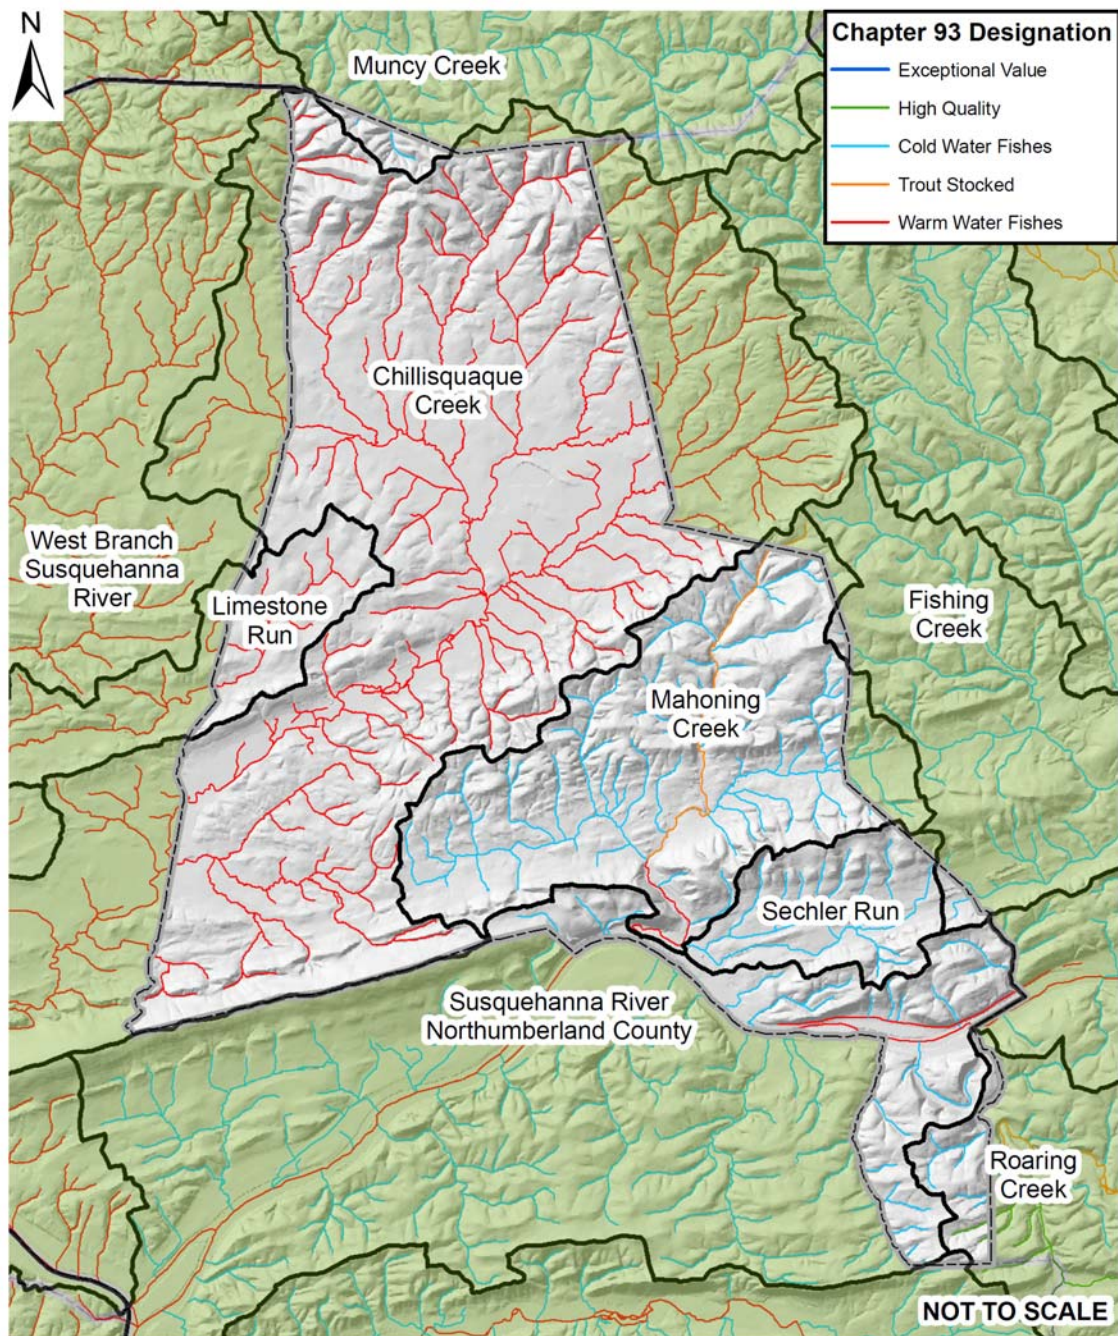 N
Muncy Creek
Chapter 93 Designation
Exceptional Value
High Quality
Cold Water Fishes
Trout Stocked
Warm Water Fishes
Chillisquaque
Creek
West Branch
Susquehanna
River
Limestone
Run
Fishing
Creek
Mahoning
Creek
Sechler Run
Susquehanna River
Northumberland County
Roaring
Creek
NOT TO SCALE